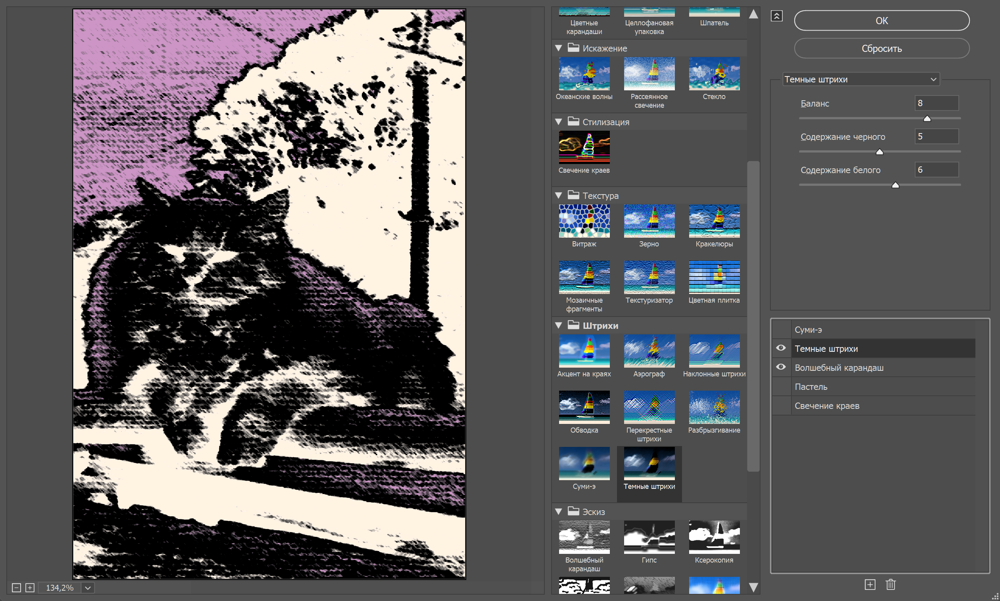 Цветные
карандаши
Целлофановая
упаковка
Шпатель
Искажение
Океанские волны
Рассеянное
свечение
Стекло
Стилизация
Свечение краев
Текстура
Витраж
Зерно
Кракелюры
Мозаичные
фрагменты
Текстуризатор
Цветная плитка
Штрихи
Акцент на краях
Аэрограф
Наклонные штрихи
Обводка
Перекрестные
штрихи
Разбрызгивание
Суми-э
Темные штрихи
Эскиз
Волшебный
карандаш
Гипс
Ксерокопия
ОК
Сбросить
Темные штрихи
Баланс 8
Содержание черного 5
Содержание белого 6
Суми-э
Темные штрихи
Волшебный карандаш
Пастель
Свечение краев
134,2%